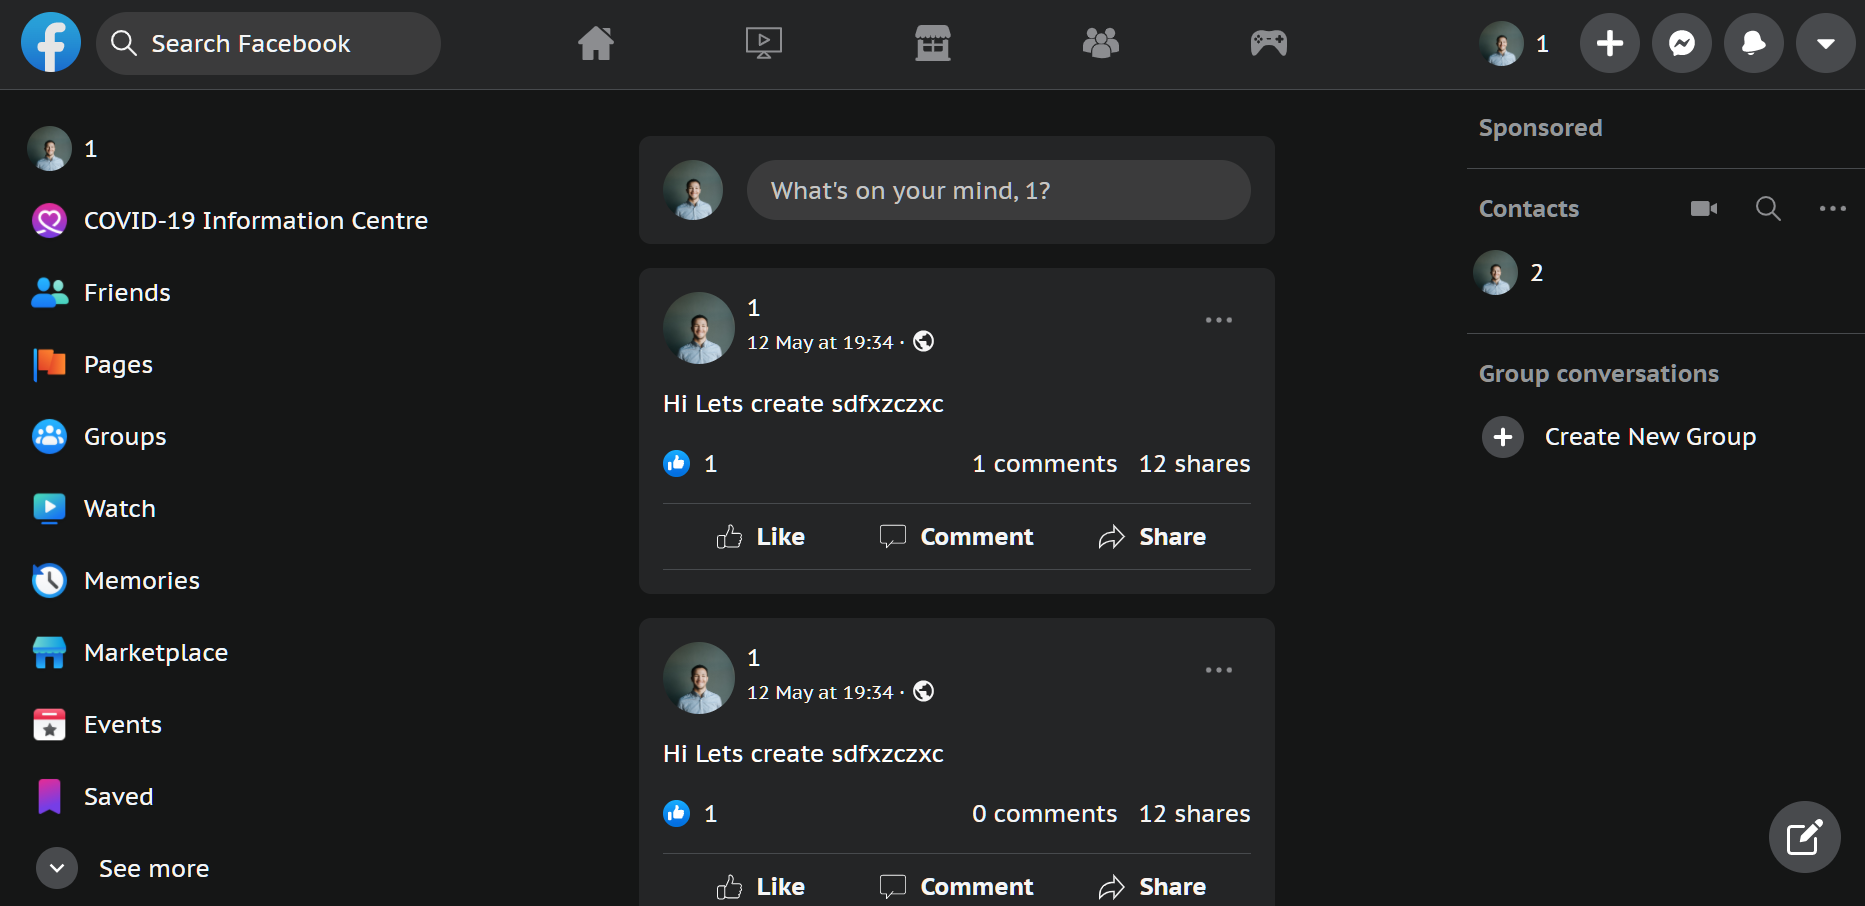 Search Facebook
1
1
COVID-19 Information Centre
Friends
Pages
Groups
Watch
Memories
Marketplace
Events
Saved
See more
What's on your mind, 1?
1
12 May at 19:34 ·
Hi Lets create sdfxzczxc
1 1 comments 12 shares
Like Comment Share
1
12 May at 19:34 ·
Hi Lets create sdfxzczxc
1 0 comments 12 shares
Like Comment Share
Sponsored
Contacts
2
Group conversations
Create New Group